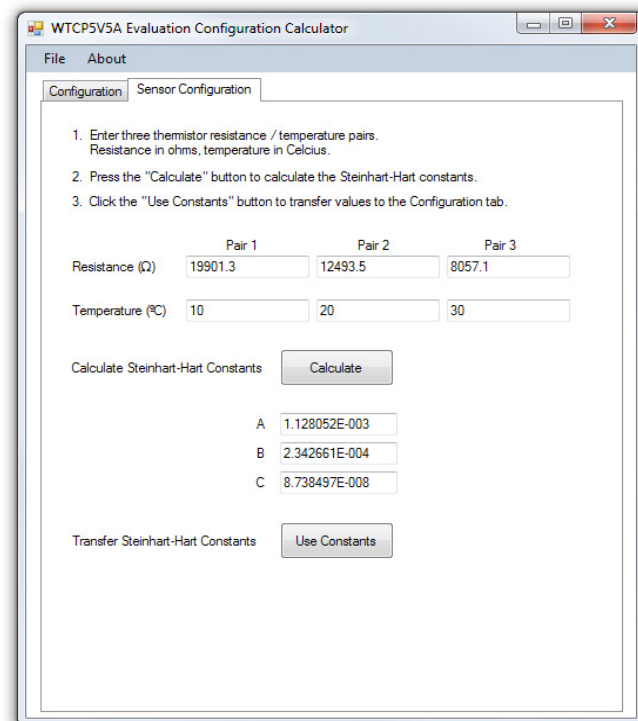 WTCP5V5A Evaluation Configuration Calculator
File About
Configuration Sensor Configuration
1. Enter three thermistor resistance / temperature pairs.
Resistance in ohms, temperature in Celcius.
2. Press the "Calculate" button to calculate the Steinhart-Hart constants.
3. Click the "Use Constants" button to transfer values to the Configuration tab.
Pair 1 Pair 2 Pair 3
Resistance (Ω) 19901.3 12493.5 8057.1
Temperature (ºC) 10 20 30
Calculate Steinhart-Hart Constants Calculate
A 1.128052E-003
B 2.342661E-004
C 8.738497E-008
Transfer Steinhart-Hart Constants Use Constants